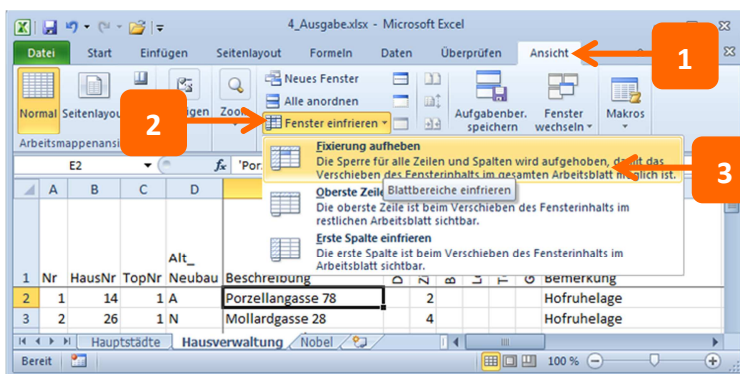 4_Ausgabe.xlsx - Microsoft Excel
Datei Start Einfügen Seitenlayout Formeln Daten Überprüfen Ansicht
1
Neues Fenster
Alle anordnen
Fenster einfrieren
Normal
Zoom
Aufgabenber. speichern
Fenster wechseln
Makros
2
Arbeitsmappenansi
Fixierung aufheben
Die Sperre für alle Zeilen und Spalten wird aufgehoben, damit das
Verschieben des Fensterinhalts im gesamten Arbeitsblatt möglich ist.
3
Blattbereiche einfrieren
Oberste Zeile
Die oberste Zeile ist beim Verschieben des Fensterinhalts im
restlichen Arbeitsblatt sichtbar.
Erste Spalte einfrieren
Die erste Spalte ist beim Verschieben des Fensterinhalts im
Arbeitsblatt sichtbar.
E2 fx 'Por
A B C D
1 Nr HausNr TopNr Alt_ Neubau Beschreibung Bemerkung
2 1 14 1 A Porzellangasse 78 2 Hofruhelage
3 2 26 1 N Mollardgasse 28 4 Hofruhelage
Hauptstädte Hausverwaltung Nobel
Bereit 100 %